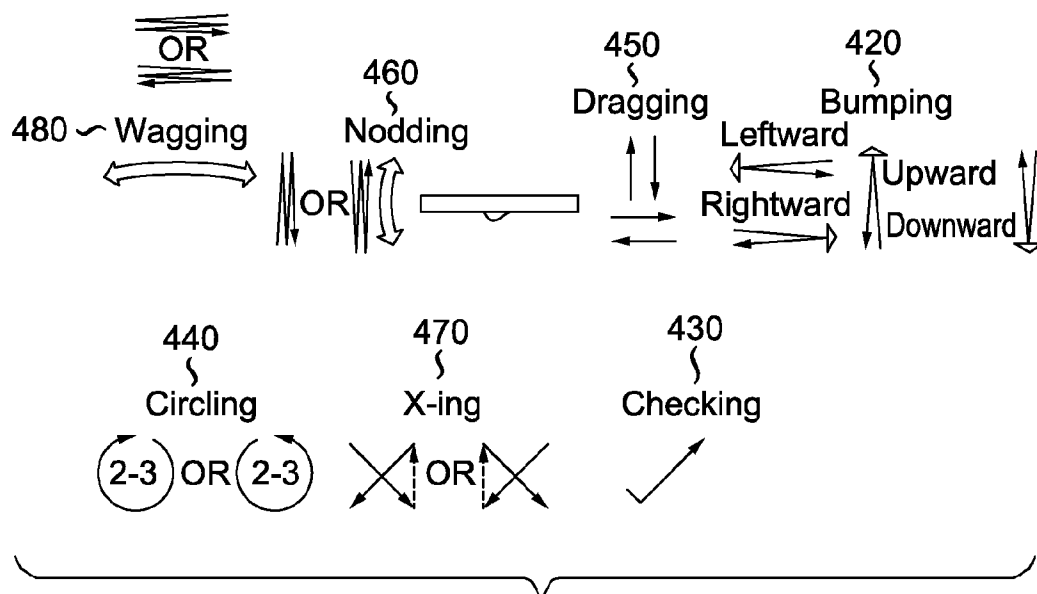 OR
480 Wagging
460
Nodding
OR
450
Dragging
420
Bumping
Leftward
Rightward
Upward
Downward
440
Circling
2-3 OR 2-3
470
X-ing
OR
430
Checking